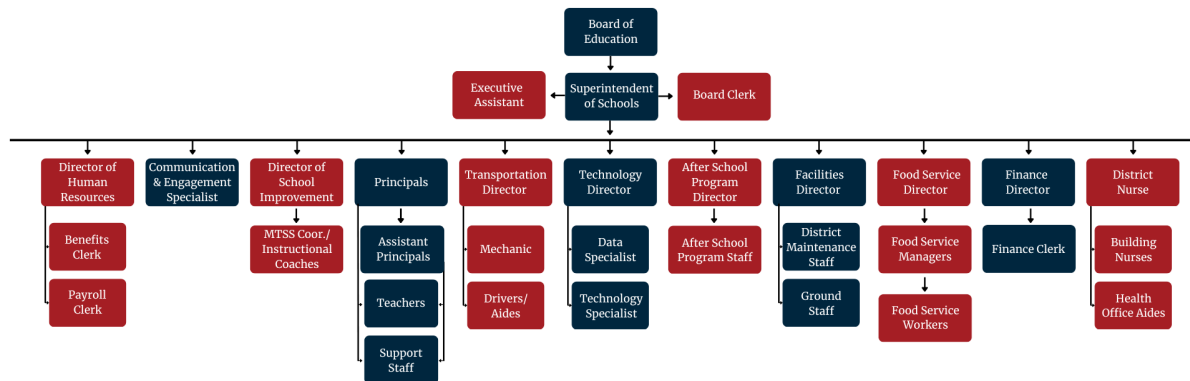 Board of
Education
Executive
Assistant
Superintendent
of Schools
Board Clerk
Director of
Human
Resources
Communication
& Engagement
Specialist
Director of
School
Improvement
Principals
Transportation
Director
Technology
Director
After School
Program
Director
Facilities
Director
Food Service
Director
Finance
Director
District
Nurse
Benefits
Clerk
MTSS Coor./
Instructional
Coaches
Assistant
Principals
Mechanic
Data
Specialist
After School
Program Staff
District
Maintenance
Staff
Food Service
Managers
Finance Clerk
Building
Nurses
Payroll
Clerk
Teachers
Drivers/
Aides
Technology
Specialist
Ground
Staff
Food Service
Workers
Health
Office Aides
Support
Staff